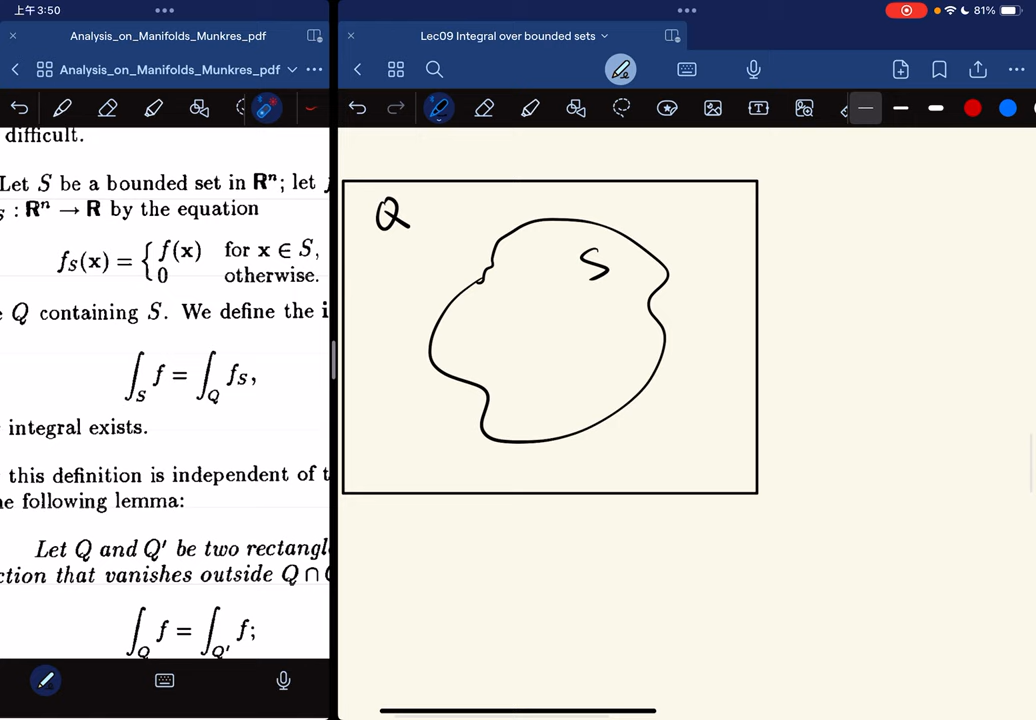 上午3:50
81%
Analysis_on_Manifolds_Munkres_pdf
Lec09 Integral over bounded sets
Analysis_on_Manifolds_Munkres_pdf
difficult.
Let S be a bounded set in Rⁿ; let
s : Rⁿ → R by the equation
f_S(x) = { f(x) for x ∈ S,
0 otherwise.
Q containing S. We define the i
∫_S f = ∫_Q f_S,
integral exists.
this definition is independent of t
e following lemma:
Let Q and Q′ be two rectangl
ction that vanishes outside Q ∩
∫_Q f = ∫_Q′ f;
Q
S